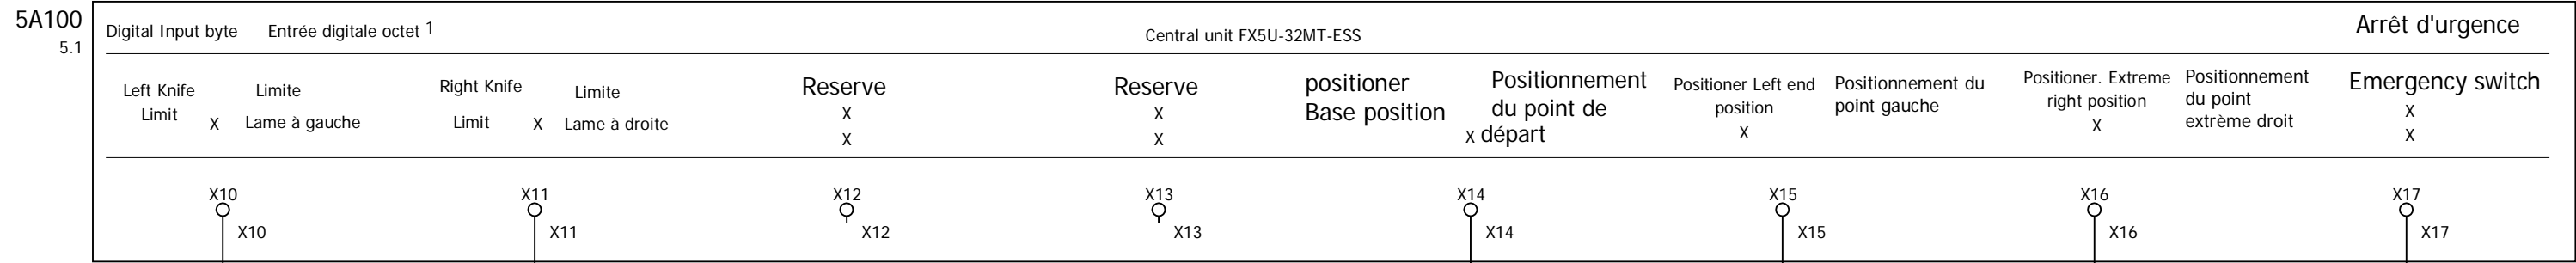 5A100
5.1
Digital Input byte Entrée digitale octet 1
Central unit FX5U-32MT-ESS
Arrêt d'urgence
Left Knife
Limit
X
Limite
Lame à gauche
Right Knife
Limit
X
Limite
Lame à droite
Reserve
X
X
Reserve
X
X
positioner
Base position
Positionnement
du point de
X départ
Positioner Left end
position
X
Positionnement du
point gauche
Positioner. Extreme
right position
X
Positionnement
du point
extrème droit
Emergency switch
X
X
X10
X10
X11
X11
X12
X12
X13
X13
X14
X14
X15
X15
X16
X16
X17
X17